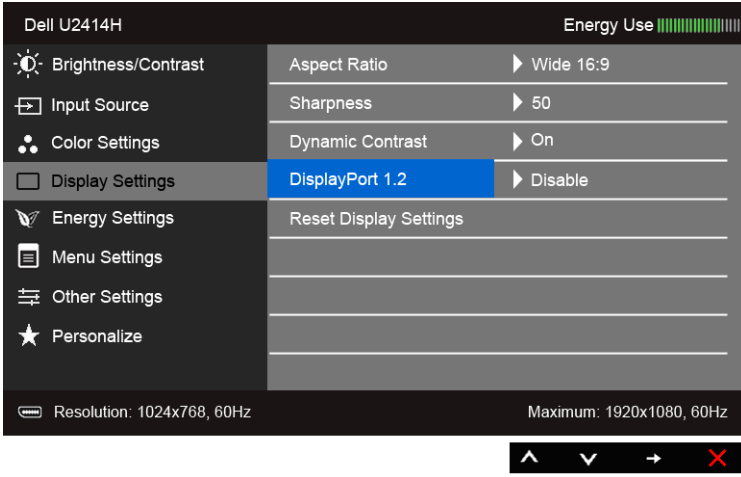 Dell U2414H Energy Use
Brightness/Contrast Aspect Ratio Wide 16:9
Input Source Sharpness 50
Color Settings Dynamic Contrast On
Display Settings DisplayPort 1.2 Disable
Energy Settings Reset Display Settings
Menu Settings
Other Settings
Personalize
Resolution: 1024x768, 60Hz Maximum: 1920x1080, 60Hz